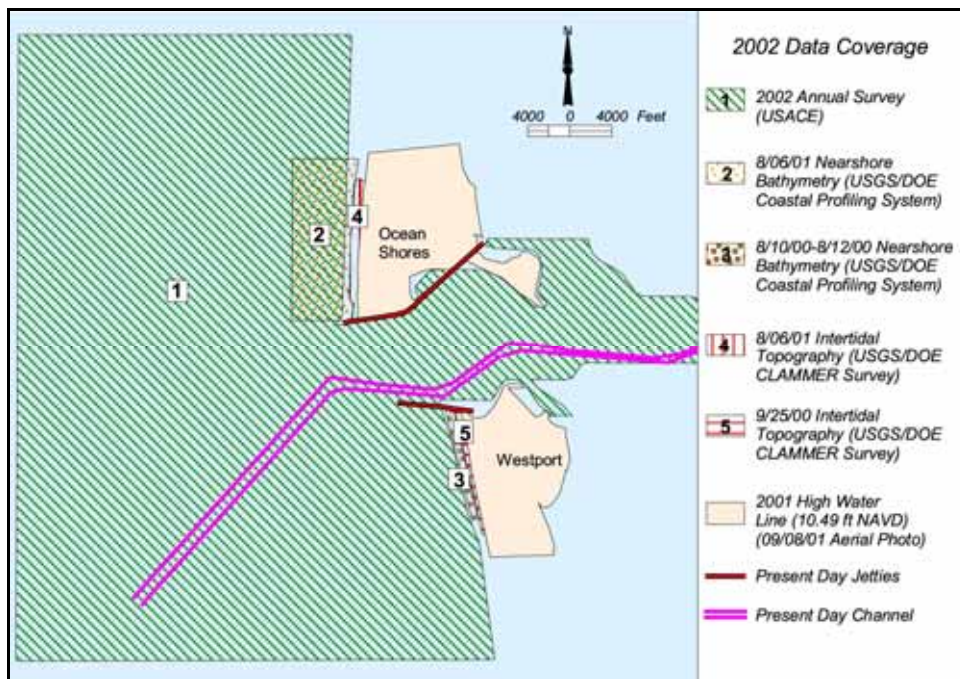 N
4000 0 4000 Feet
1
2
4
Ocean
Shores
5
3
Westport
2002 Data Coverage
1
2002 Annual Survey
(USACE)
2
8/06/01 Nearshore
Bathymetry (USGS/DOE
Coastal Profiling System)
3
8/10/00-8/12/00 Nearshore
Bathymetry (USGS/DOE
Coastal Profiling System)
4
8/06/01 Intertidal
Topography (USGS/DOE
CLAMMER Survey)
5
9/25/00 Intertidal
Topography (USGS/DOE
CLAMMER Survey)
2001 High Water
Line (10.49 ft NAVD)
(09/08/01 Aerial Photo)
Present Day Jetties
Present Day Channel